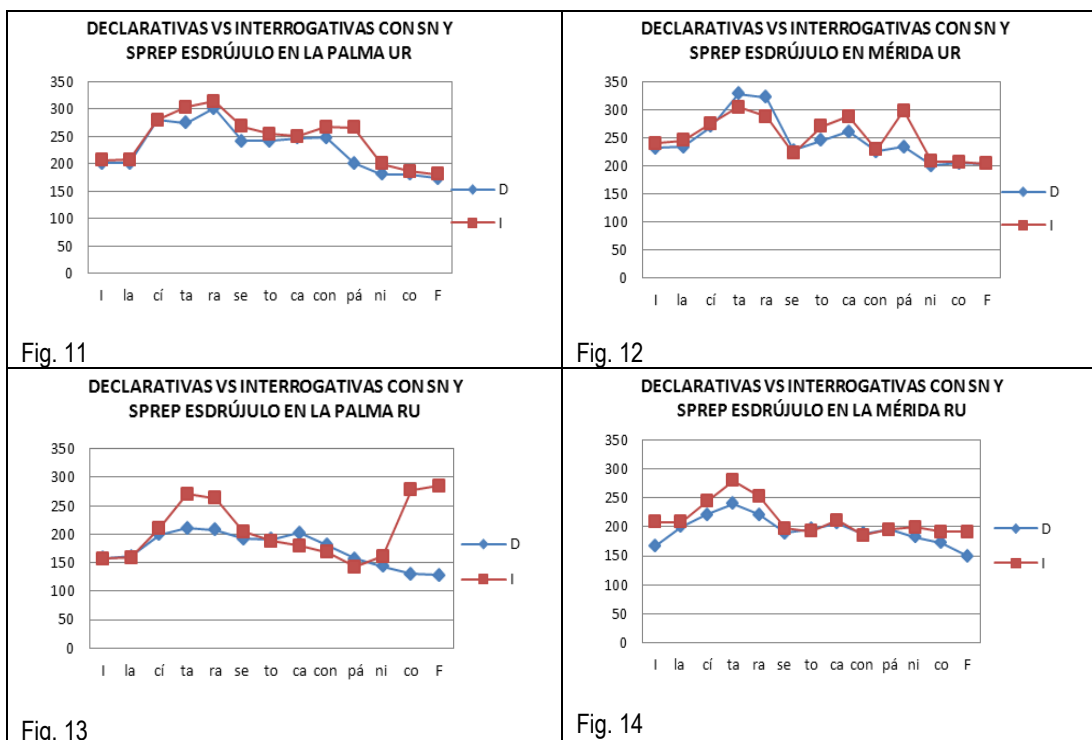 DECLARATIVAS VS INTERROGATIVAS CON SN Y
SPREP ESDRÚJULO EN LA PALMA UR
350
300
250
200
150
100
50
0
I la cí ta ra se to ca con pá ni co F
D
I
Fig. 11
DECLARATIVAS VS INTERROGATIVAS CON SN Y
SPREP ESDRÚJULO EN MÉRIDA UR
350
300
250
200
150
100
50
0
I la cí ta ra se to ca con pá ni co F
D
I
Fig. 12
DECLARATIVAS VS INTERROGATIVAS CON SN Y
SPREP ESDRÚJULO EN LA PALMA RU
350
300
250
200
150
100
50
0
I la cí ta ra se to ca con pá ni co F
D
I
Fig. 13
DECLARATIVAS VS INTERROGATIVAS CON SN Y
SPREP ESDRÚJULO EN LA MÉRIDA RU
350
300
250
200
150
100
50
0
I la cí ta ra se to ca con pá ni co F
D
I
Fig. 14